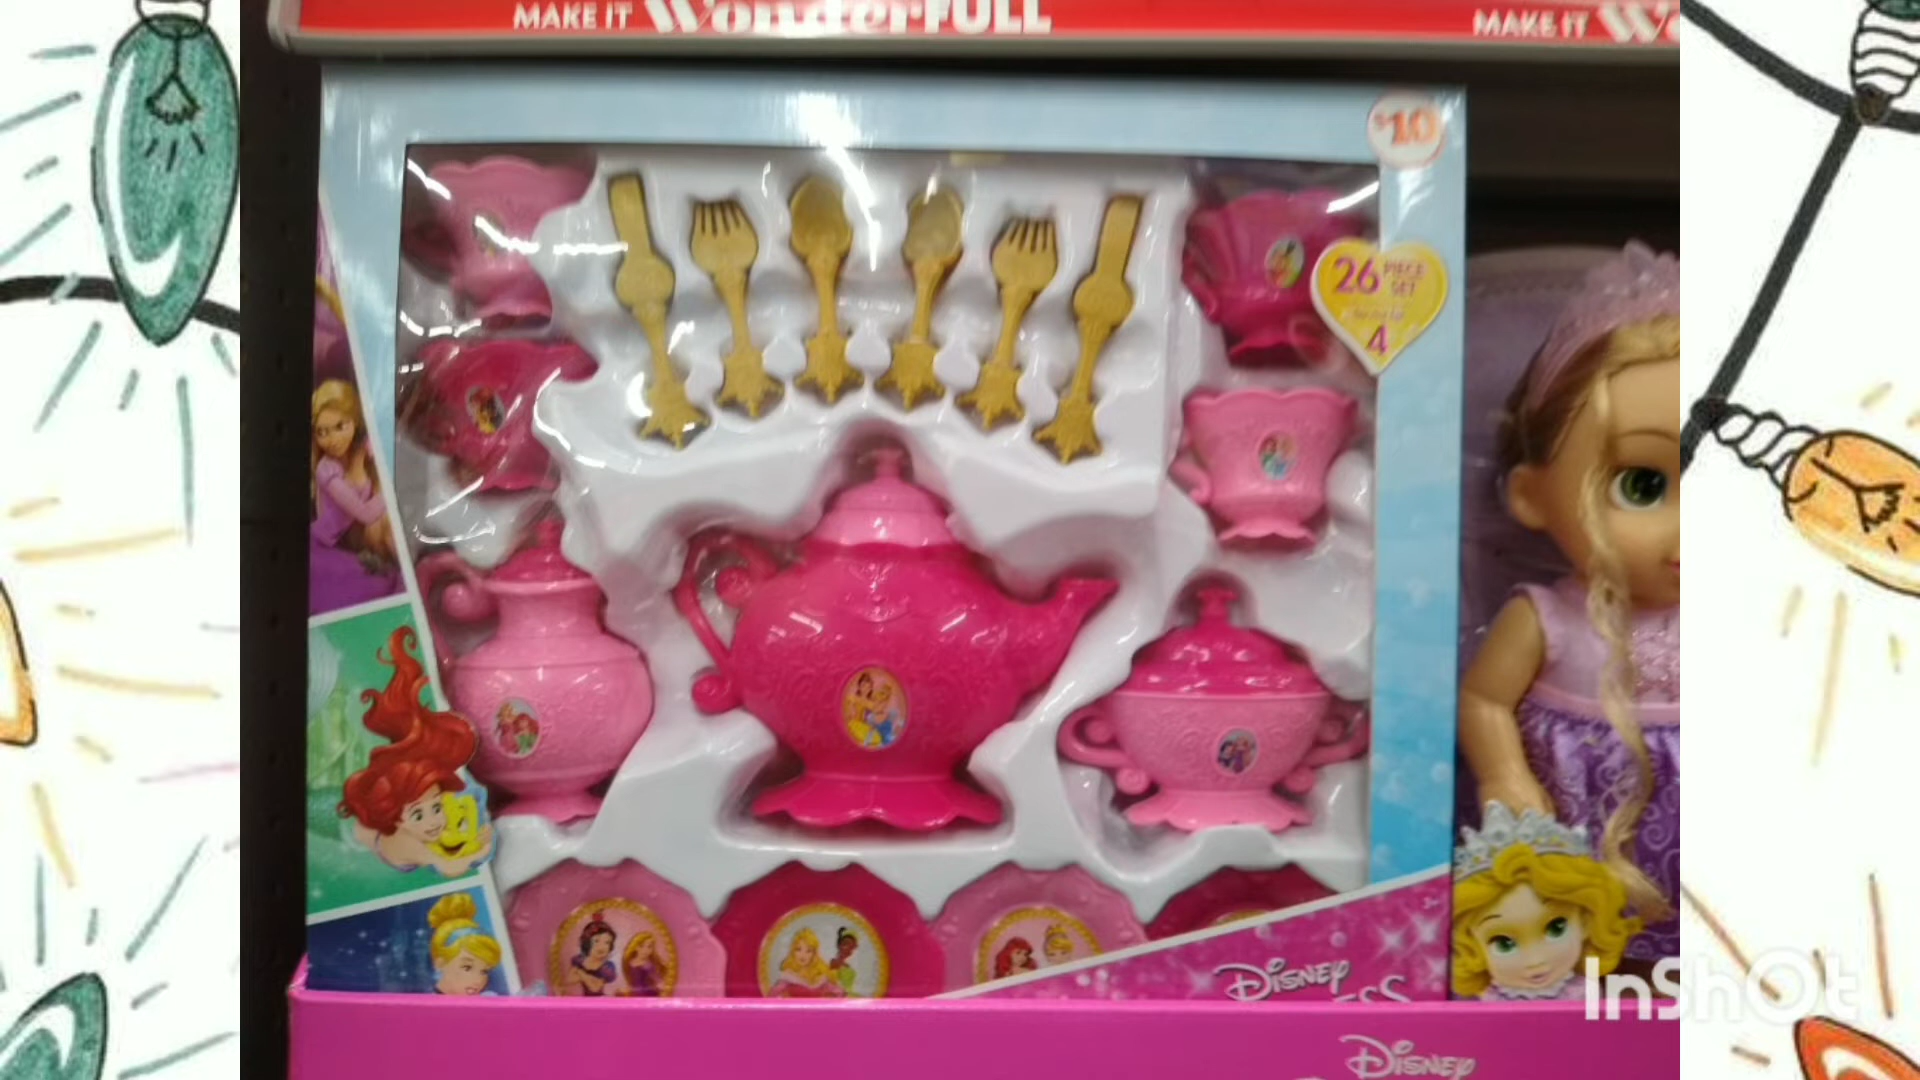 MAKE IT WonderFULL
MAKE IT
$10
26 PIECE
SET
4
DISNEY
InShOt
DISNEY